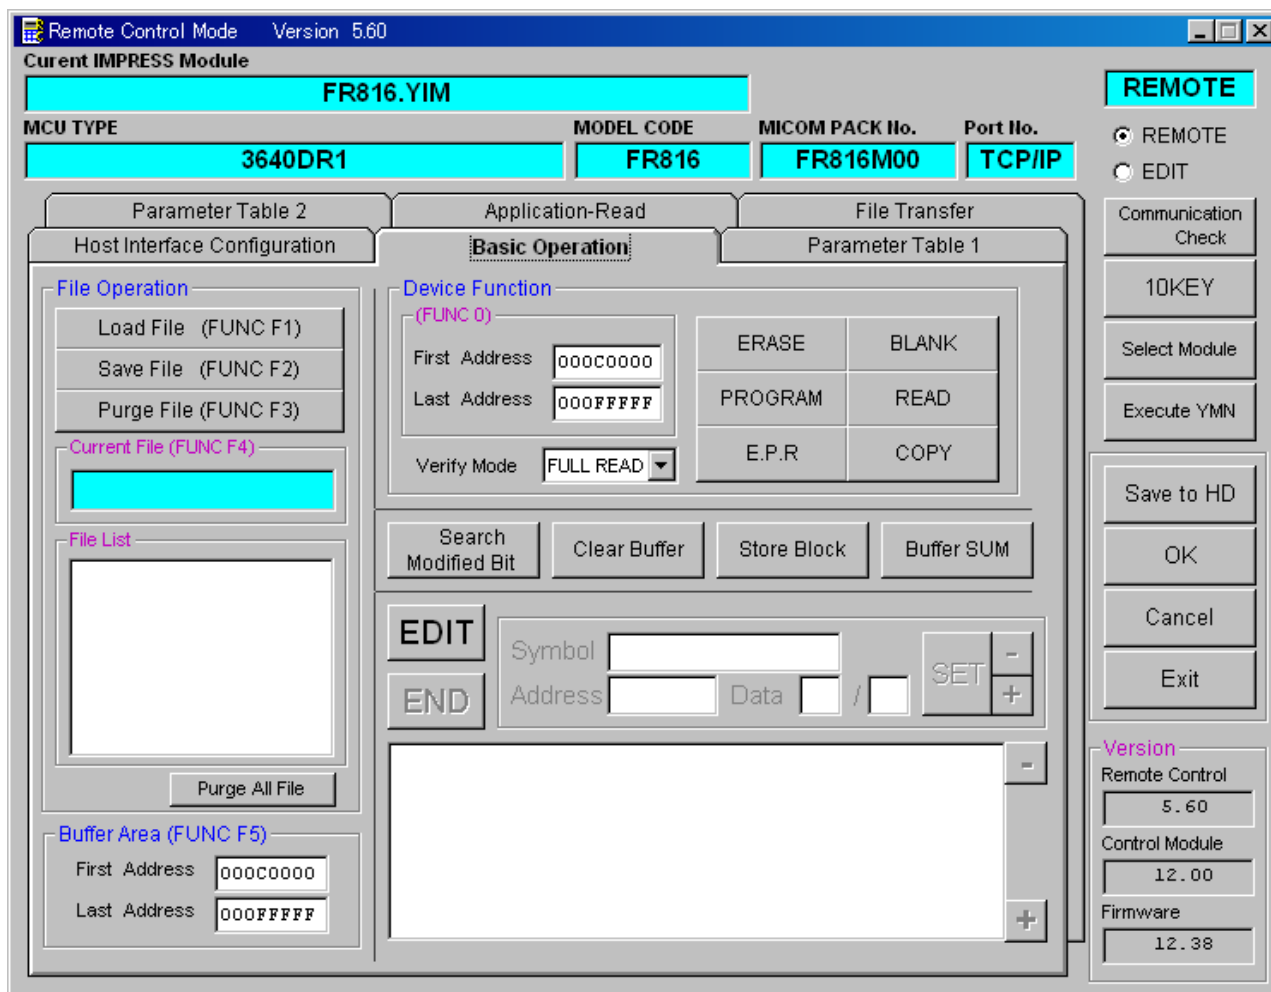 Remote Control Mode Version 5.60
Curent IMPRESS Module
FR816.YIM
REMOTE
MCU TYPE MODEL CODE MICOM PACK No. Port No.
3640DR1 FR816 FR816M00 TCP/IP
REMOTE
EDIT
Parameter Table 2 Application-Read File Transfer
Host Interface Configuration Basic Operation Parameter Table 1
Communication
Check
10KEY
Select Module
Execute YMN
File Operation
Load File (FUNC F1)
Save File (FUNC F2)
Purge File (FUNC F3)
Current File (FUNC F4)
File List
Purge All File
Buffer Area (FUNC F5)
First Address 000C0000
Last Address 000FFFFF
Device Function
(FUNC 0)
First Address 000C0000
Last Address 000FFFFF
Verify Mode FULL READ
ERASE BLANK
PROGRAM READ
E.P.R COPY
Search
Modified Bit
Clear Buffer
Store Block
Buffer SUM
EDIT
END
Symbol
Address Data /
SET
-
+
-
+
Save to HD
OK
Cancel
Exit
Version
Remote Control
5.60
Control Module
12.00
Firmware
12.38